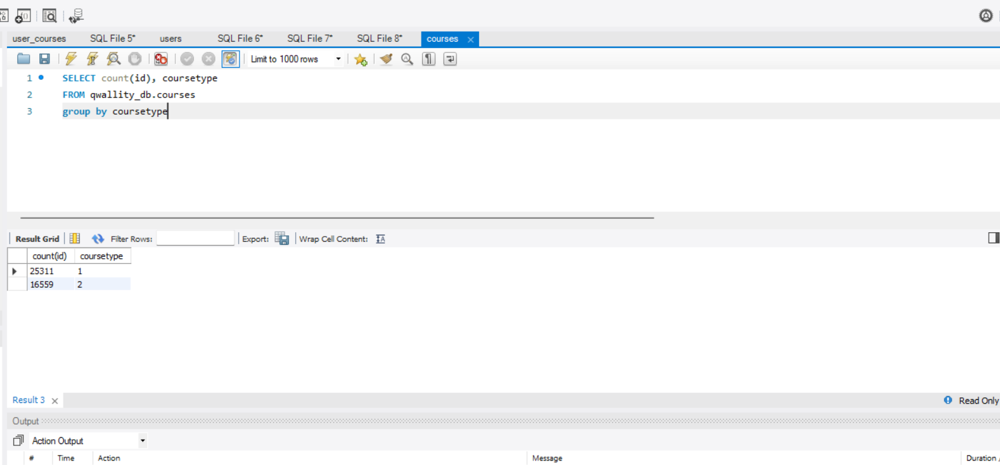 user_courses SQL File 5* users SQL File 6* SQL File 7* SQL File 8* courses
Limit to 1000 rows
1 SELECT count(id), coursetype
2 FROM qwallity_db.courses
3 group by coursetype
Result Grid Filter Rows: Export: Wrap Cell Content:
count(id) coursetype
25311 1
16559 2
Result 3 Read Only
Output
Action Output
# Time Action Message Duration /